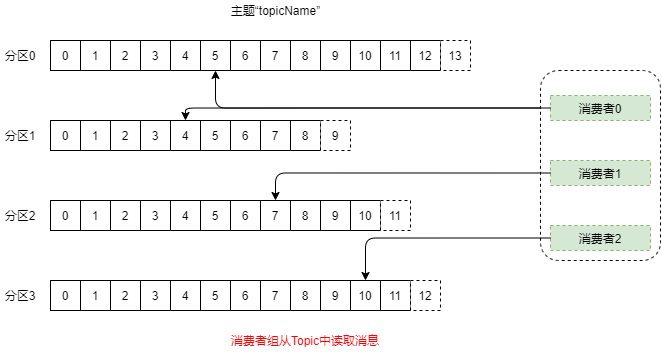 主题“topicName”
分区0 0 1 2 3 4 5 6 7 8 9 10 11 12 13
消费者0
分区1 0 1 2 3 4 5 6 7 8 9
消费者1
分区2 0 1 2 3 4 5 6 7 8 9 10 11
消费者2
分区3 0 1 2 3 4 5 6 7 8 9 10 11 12
消费者组从Topic中读取消息